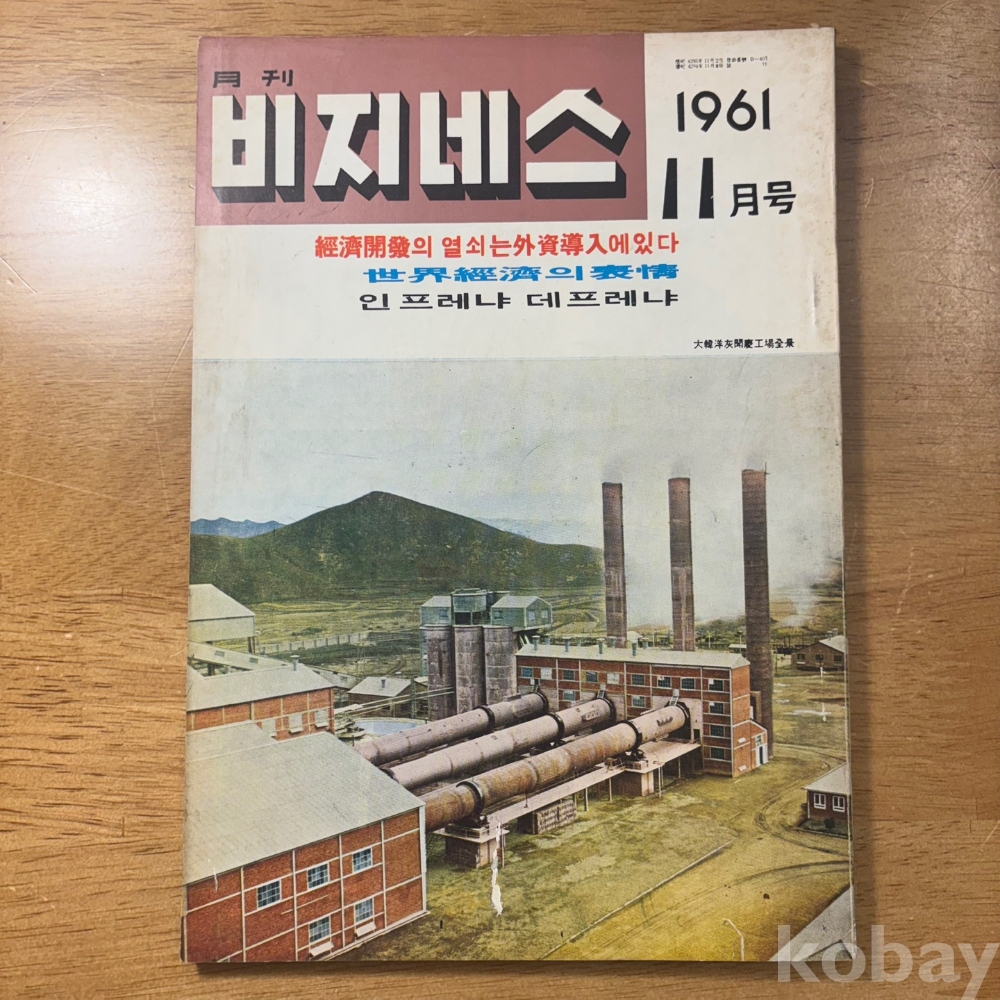 月刊
비지네스
1961
11月号
經濟開發의 열쇠는外資導入에있다
世界經濟의表情
인프레냐 데프레냐
大韓洋灰聞慶工場全景
kobay